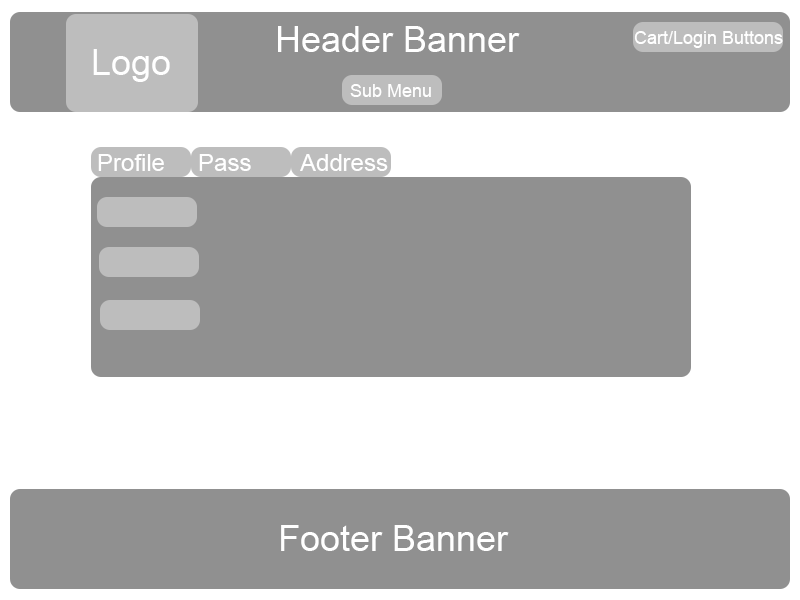 Logo
Header Banner
Cart/Login Buttons
Sub Menu
Profile
Pass
Address
Footer Banner